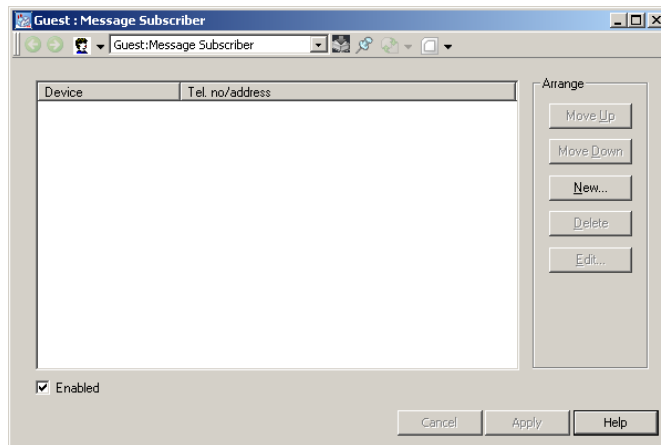 Guest : Message Subscriber
Guest:Message Subscriber
Device Tel. no/address
Arrange
Move Up
Move Down
New...
Delete
Edit...
Enabled
Cancel Apply Help